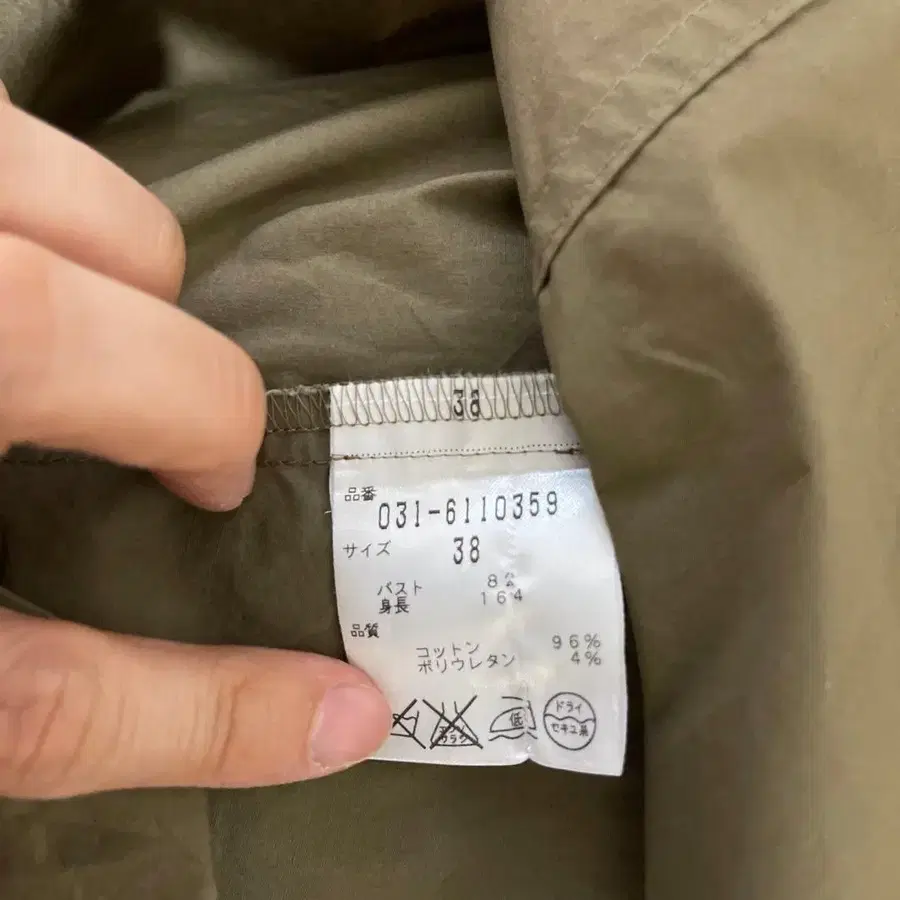 38
品番
031-6110359
サイズ 38
バスト
身長 164
品質
コットン 96%
ポリウレタン 4%
低
ドライ
セキユ系